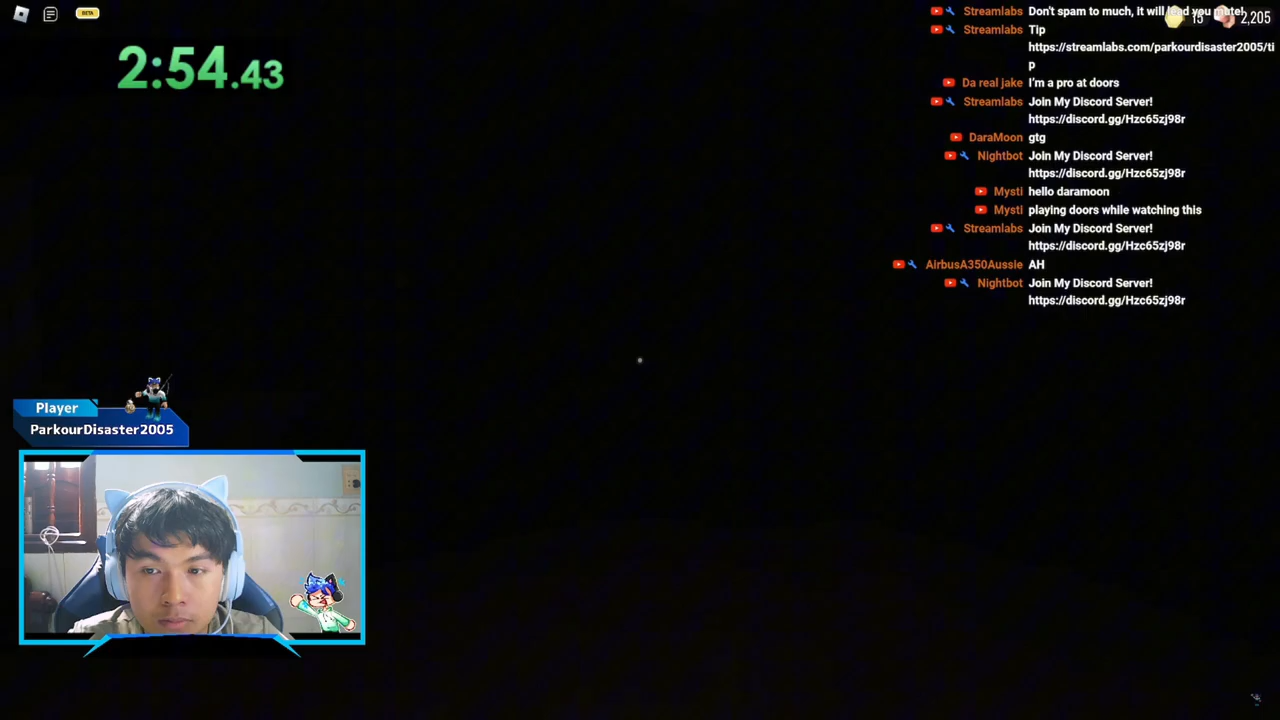 BETA
2:54.43
15 2,205
Streamlabs Don't spam to much, it will lead you mute!
Streamlabs Tip
https://streamlabs.com/parkourdisaster2005/ti
p
Da real jake I'm a pro at doors
Streamlabs Join My Discord Server!
https://discord.gg/Hzc65zj98r
DaraMoon gtg
Nightbot Join My Discord Server!
https://discord.gg/Hzc65zj98r
Mysti hello daramoon
Mysti playing doors while watching this
Streamlabs Join My Discord Server!
https://discord.gg/Hzc65zj98r
AirbusA350Aussie AH
Nightbot Join My Discord Server!
https://discord.gg/Hzc65zj98r
Player
ParkourDisaster2005